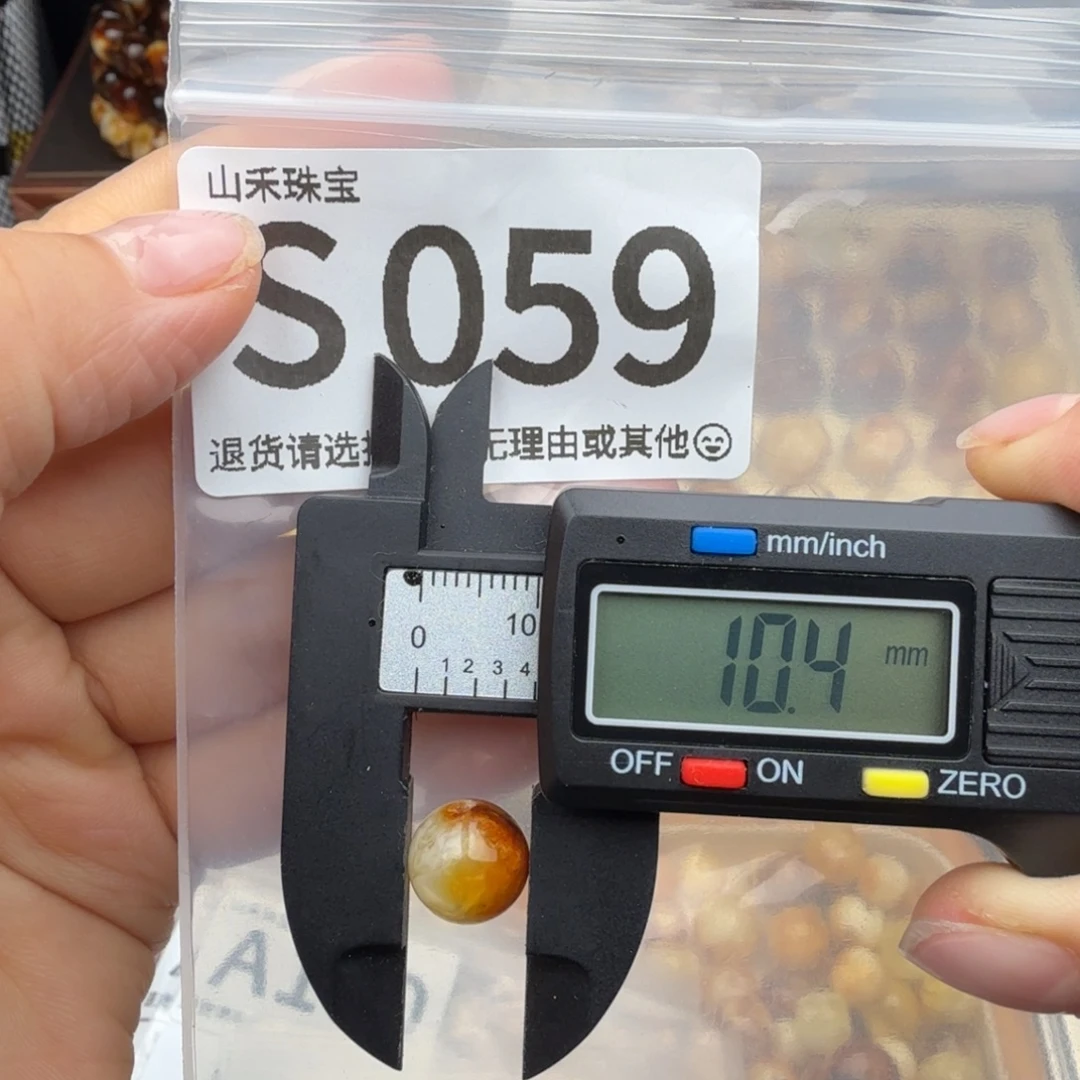 山禾珠宝
S059
退货请选 无理由或其他
mm/inch
10.4 mm
0 10
1 2 3 4
OFF ON ZERO